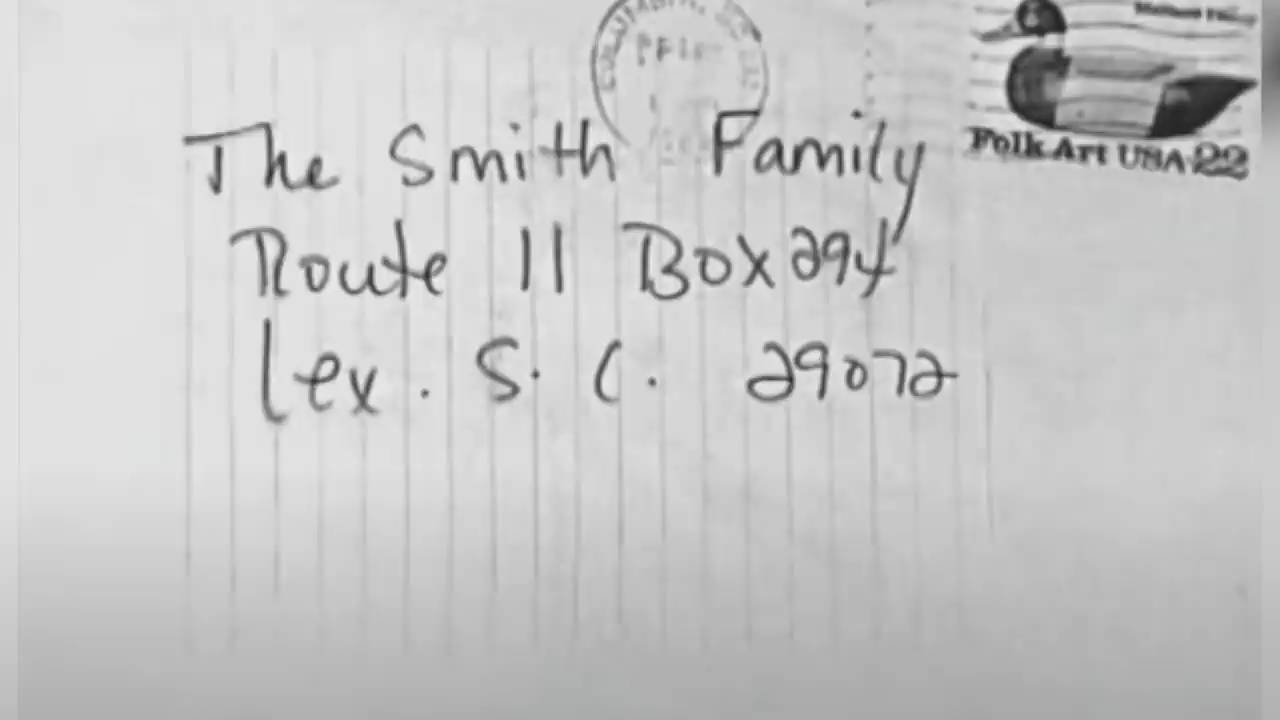 The Smith Family
Route 11 Box 294
Lex. S. C. 29072
Folk Art USA 22